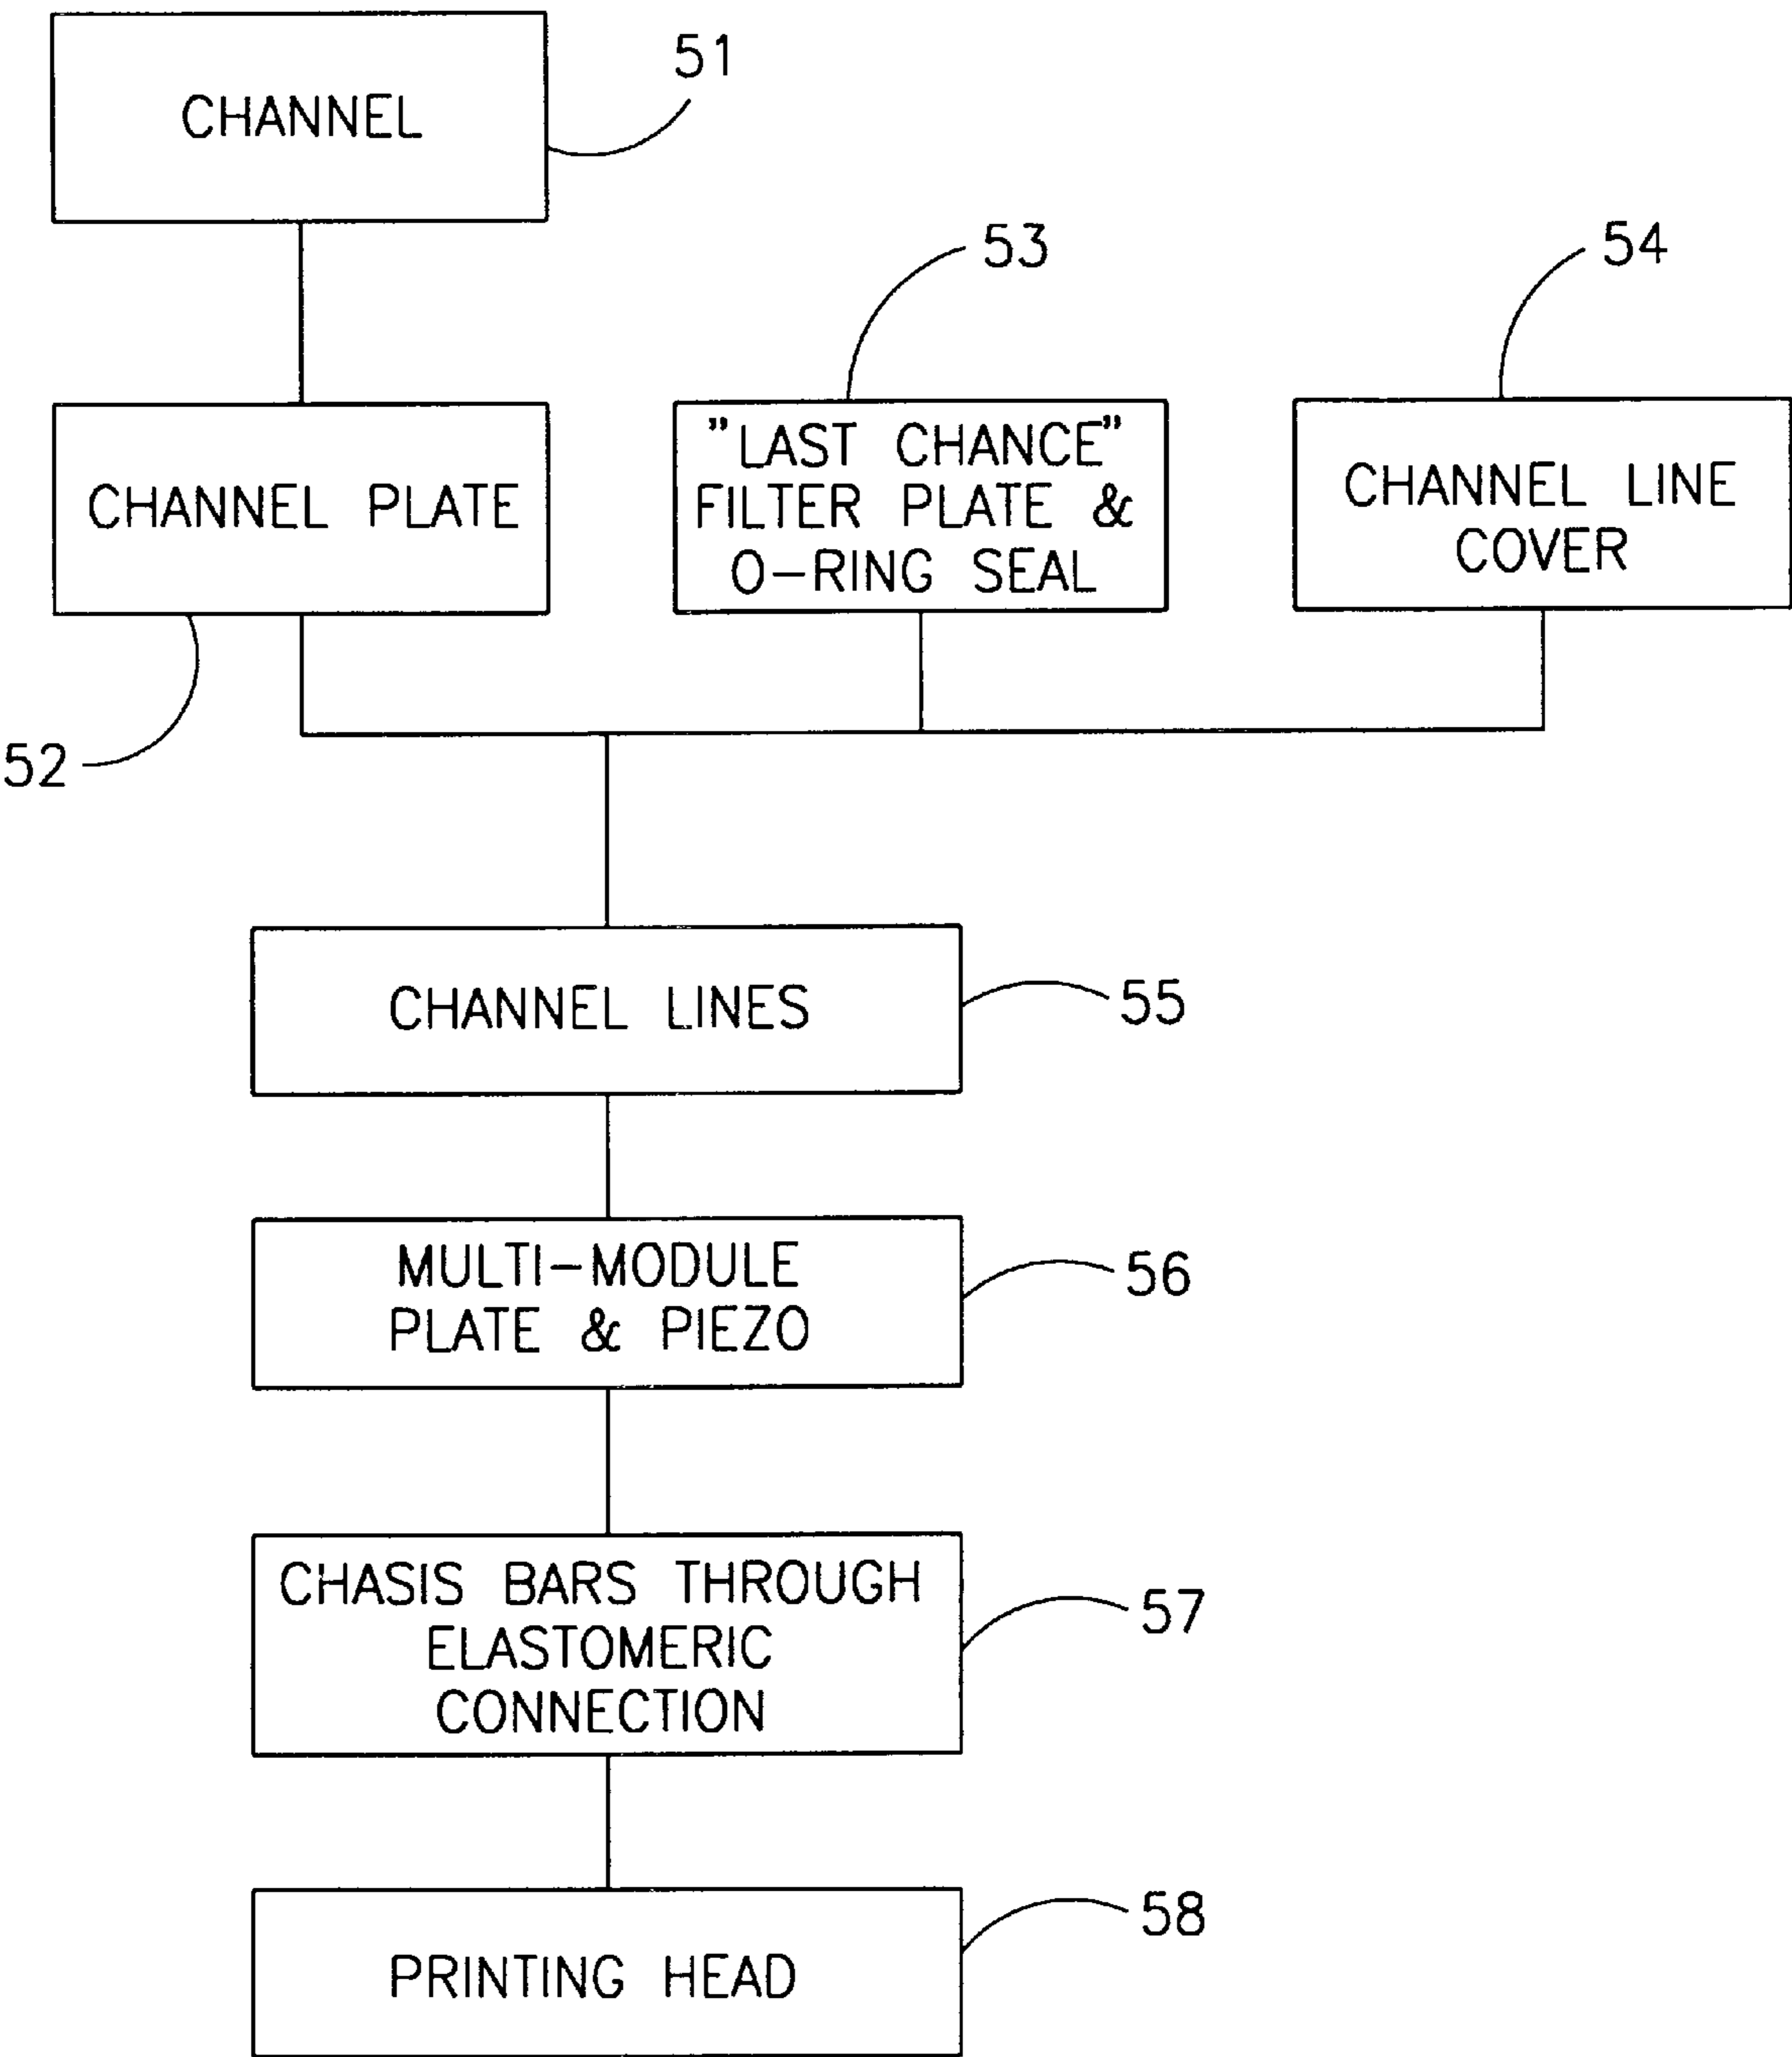 CHANNEL
51
CHANNEL PLATE
52
"LAST CHANCE"
FILTER PLATE &
O-RING SEAL
53
CHANNEL LINE
COVER
54
CHANNEL LINES
55
MULTI-MODULE
PLATE & PIEZO
56
CHASIS BARS THROUGH
ELASTOMERIC
CONNECTION
57
PRINTING HEAD
58